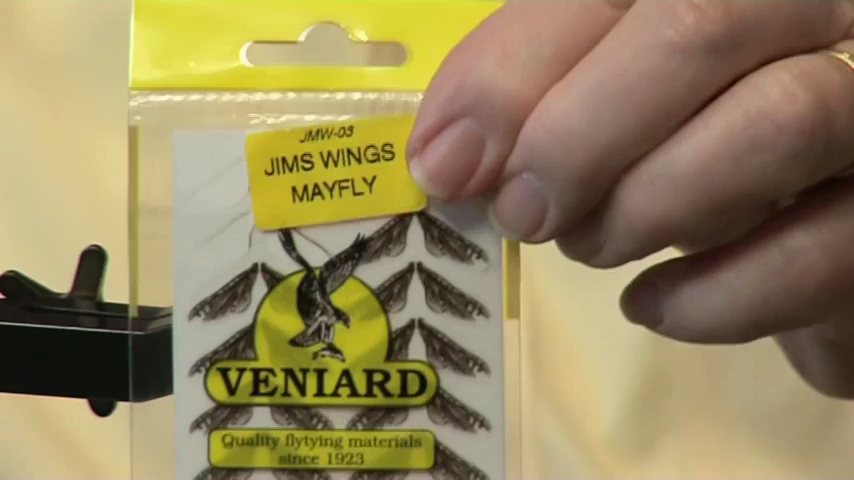 JMW-03
JIMS WINGS
MAYFLY
VENIARD
Quality flytying materials
since 1923